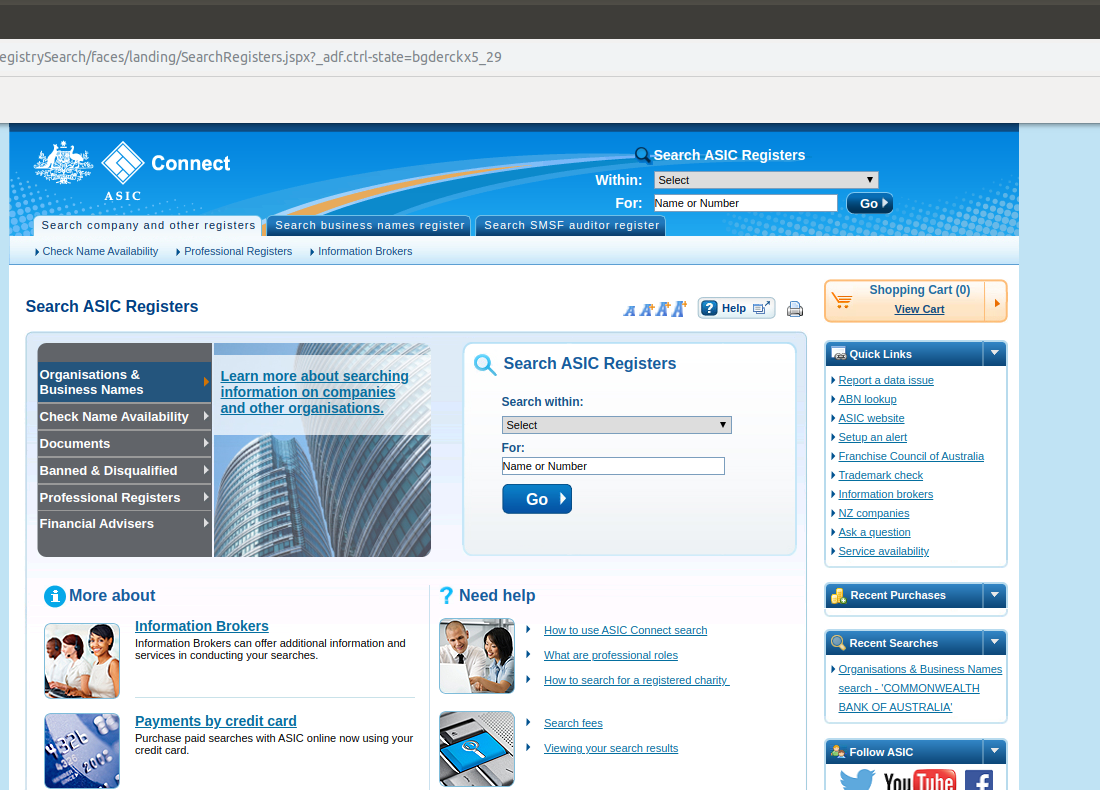 egistrySearch/faces/landing/SearchRegisters.jspx?_adf.ctrl-state=bgderckx5_29
ASIC
Connect
Search ASIC Registers
Within:
Select
For:
Name or Number
Go
Search company and other registers
Search business names register
Search SMSF auditor register
Check Name Availability
Professional Registers
Information Brokers
Search ASIC Registers
A A+ A+ A+
Help
Shopping Cart (0)
View Cart
Organisations &
Business Names
Check Name Availability
Documents
Banned & Disqualified
Professional Registers
Financial Advisers
Learn more about searching
information on companies
and other organisations.
Search ASIC Registers
Search within:
Select
For:
Name or Number
Go
Quick Links
Report a data issue
ABN lookup
ASIC website
Setup an alert
Franchise Council of Australia
Trademark check
Information brokers
NZ companies
Ask a question
Service availability
Recent Purchases
Recent Searches
Organisations & Business Names
search - 'COMMONWEALTH
BANK OF AUSTRALIA'
Follow ASIC
YouTube
f
More about
Information Brokers
Information Brokers can offer additional information and
services in conducting your searches.
Payments by credit card
Purchase paid searches with ASIC online now using your
credit card.
Need help
How to use ASIC Connect search
What are professional roles
How to search for a registered charity
Search fees
Viewing your search results